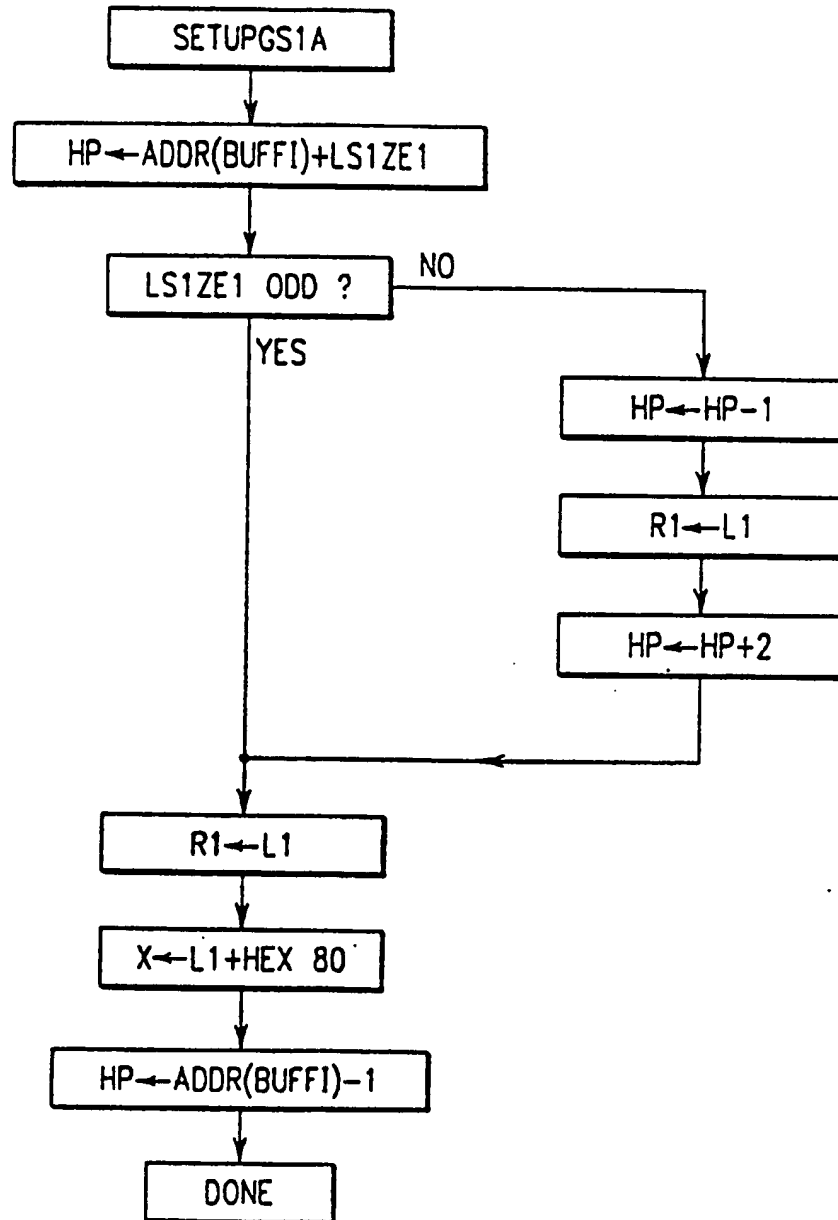 SETUPGS1A
HP←ADDR(BUFFI)+LS1ZE1
LS1ZE1 ODD ?
NO
YES
HP←HP-1
R1←L1
HP←HP+2
R1←L1
X←L1+HEX 80
HP←ADDR(BUFFI)-1
DONE